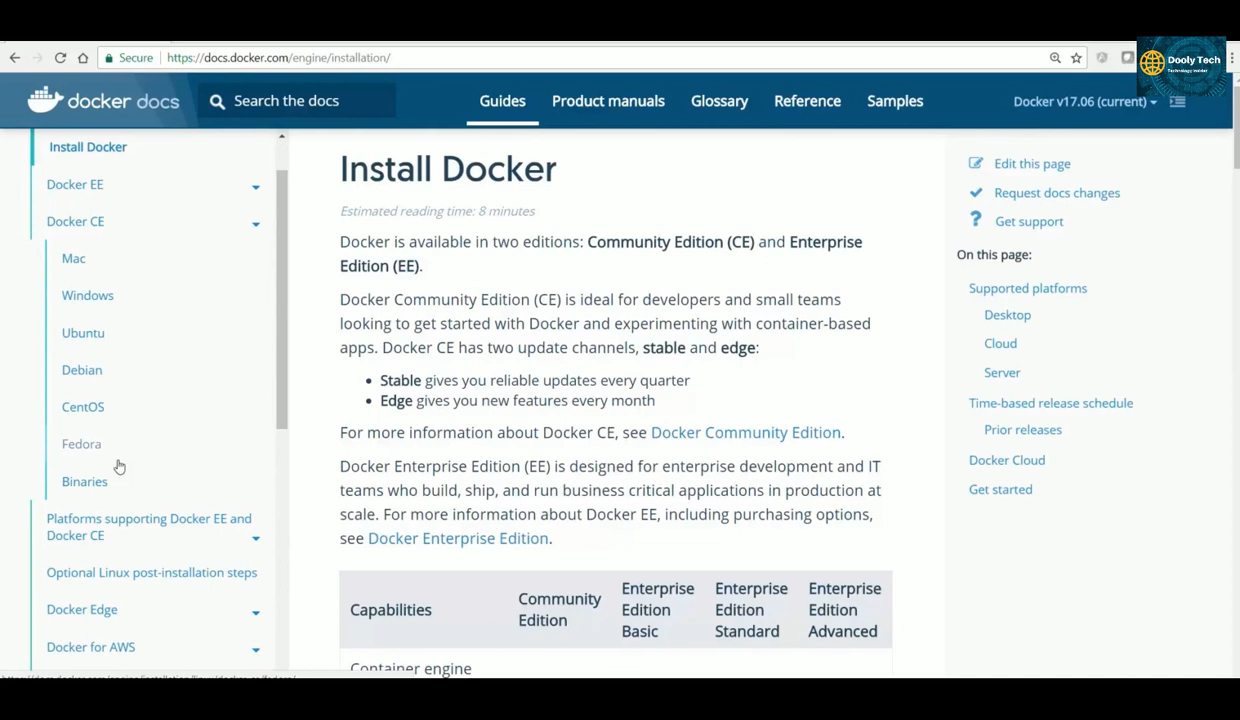 Secure
https://docs.docker.com/engine/installation/
Dooly Tech
Technology Insider
docker docs
Search the docs
Guides
Product manuals
Glossary
Reference
Samples
Docker v17.06 (current)
Install Docker
Docker EE
Docker CE
Mac
Windows
Ubuntu
Debian
CentOS
Fedora
Binaries
Platforms supporting Docker EE and
Docker CE
Optional Linux post-installation steps
Docker Edge
Docker for AWS
Install Docker
Estimated reading time: 8 minutes
Docker is available in two editions: Community Edition (CE) and Enterprise
Edition (EE).
Docker Community Edition (CE) is ideal for developers and small teams
looking to get started with Docker and experimenting with container-based
apps. Docker CE has two update channels, stable and edge:
• Stable gives you reliable updates every quarter
• Edge gives you new features every month
For more information about Docker CE, see Docker Community Edition.
Docker Enterprise Edition (EE) is designed for enterprise development and IT
teams who build, ship, and run business critical applications in production at
scale. For more information about Docker EE, including purchasing options,
see Docker Enterprise Edition.
Capabilities
Community
Edition
Enterprise
Edition
Basic
Enterprise
Edition
Standard
Enterprise
Edition
Advanced
Container engine
Edit this page
Request docs changes
Get support
On this page:
Supported platforms
Desktop
Cloud
Server
Time-based release schedule
Prior releases
Docker Cloud
Get started